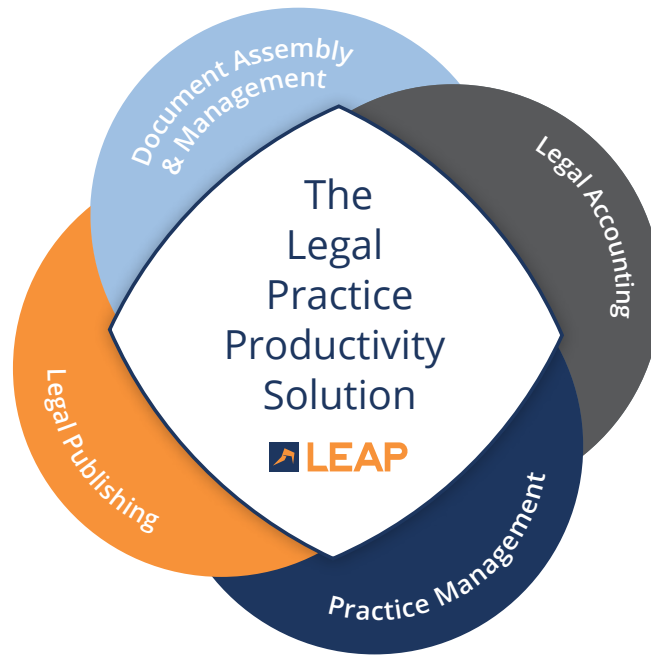 Document Assembly
& Management
Legal Accounting
The
Legal
Practice
Productivity
Solution
LEAP
Legal Publishing
Practice Management